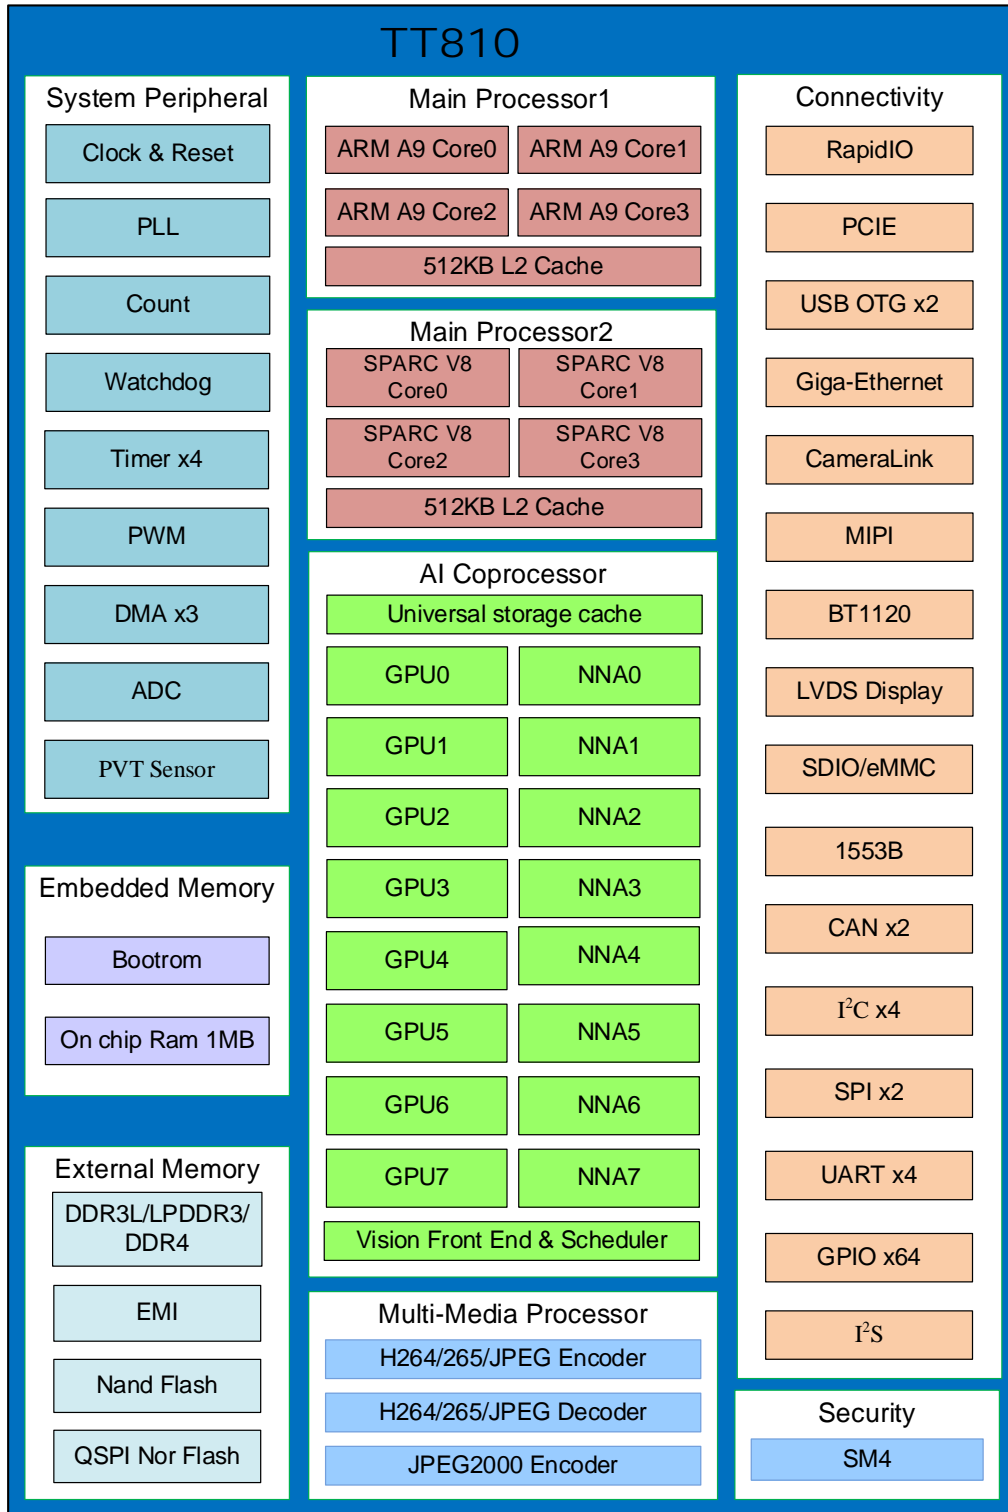 TT810
System Peripheral
Clock & Reset
PLL
Count
Watchdog
Timer x4
PWM
DMA x3
ADC
PVT Sensor
Embedded Memory
Bootrom
On chip Ram 1MB
External Memory
DDR3L/LPDDR3/
DDR4
EMI
Nand Flash
QSPI Nor Flash
Main Processor1
ARM A9 Core0
ARM A9 Core1
ARM A9 Core2
ARM A9 Core3
512KB L2 Cache
Main Processor2
SPARC V8
Core0
SPARC V8
Core1
SPARC V8
Core2
SPARC V8
Core3
512KB L2 Cache
AI Coprocessor
Universal storage cache
GPU0
NNA0
GPU1
NNA1
GPU2
NNA2
GPU3
NNA3
GPU4
NNA4
GPU5
NNA5
GPU6
NNA6
GPU7
NNA7
Vision Front End & Scheduler
Multi-Media Processor
H264/265/JPEG Encoder
H264/265/JPEG Decoder
JPEG2000 Encoder
Connectivity
RapidIO
PCIE
USB OTG x2
Giga-Ethernet
CameraLink
MIPI
BT1120
LVDS Display
SDIO/eMMC
1553B
CAN x2
I²C x4
SPI x2
UART x4
GPIO x64
I²S
Security
SM4